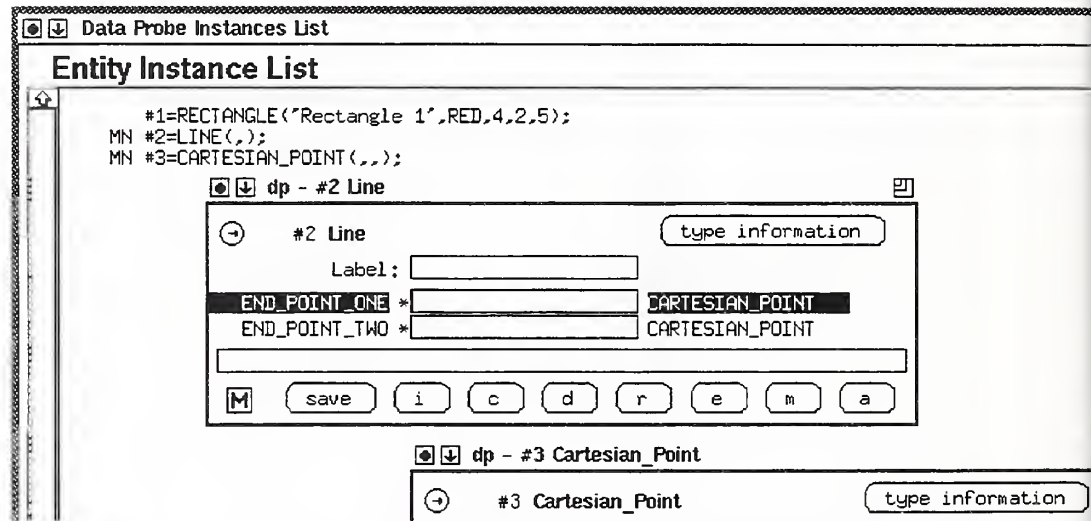 Data Probe Instances List
Entity Instance List
#1=RECTANGLE('Rectangle 1',RED,4,2,5);
MN #2=LINE(,);
MN #3=CARTESIAN_POINT(,,);
dp - #2 Line
#2 Line type information
Label:
END_POINT_ONE * CARTESIAN_POINT
END_POINT_TWO * CARTESIAN_POINT
M save i c d r e m a
dp - #3 Cartesian_Point
#3 Cartesian_Point type information